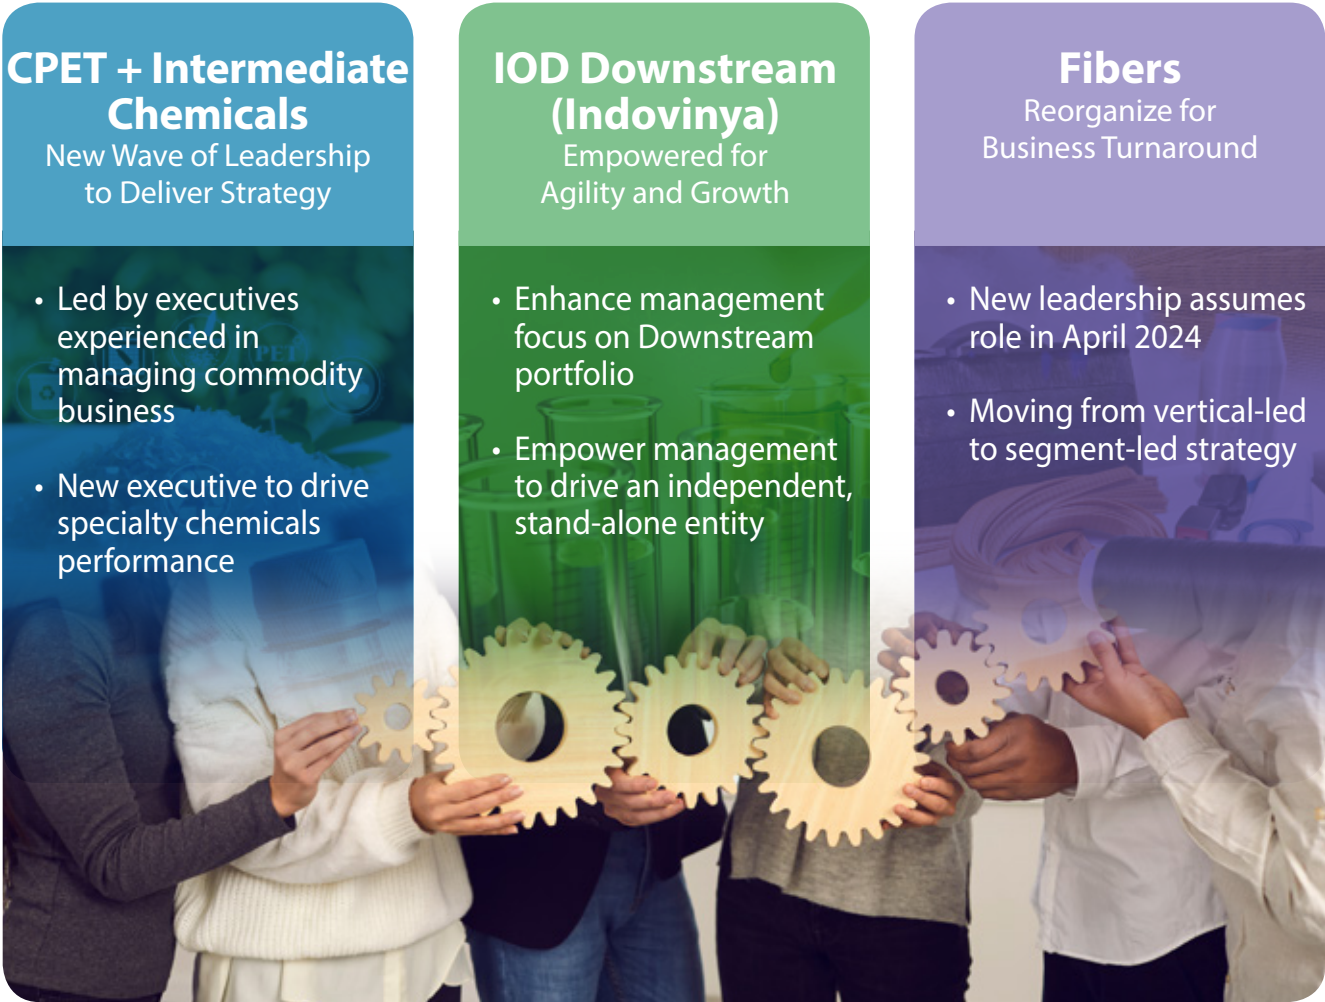 CPET + Intermediate
Chemicals
New Wave of Leadership
to Deliver Strategy
• Led by executives
experienced in
managing commodity
business
• New executive to drive
specialty chemicals
performance
IOD Downstream
(Indovinya)
Empowered for
Agility and Growth
• Enhance management
focus on Downstream
portfolio
• Empower management
to drive an independent,
stand-alone entity
Fibers
Reorganize for
Business Turnaround
• New leadership assumes
role in April 2024
• Moving from vertical-led
to segment-led strategy
PET